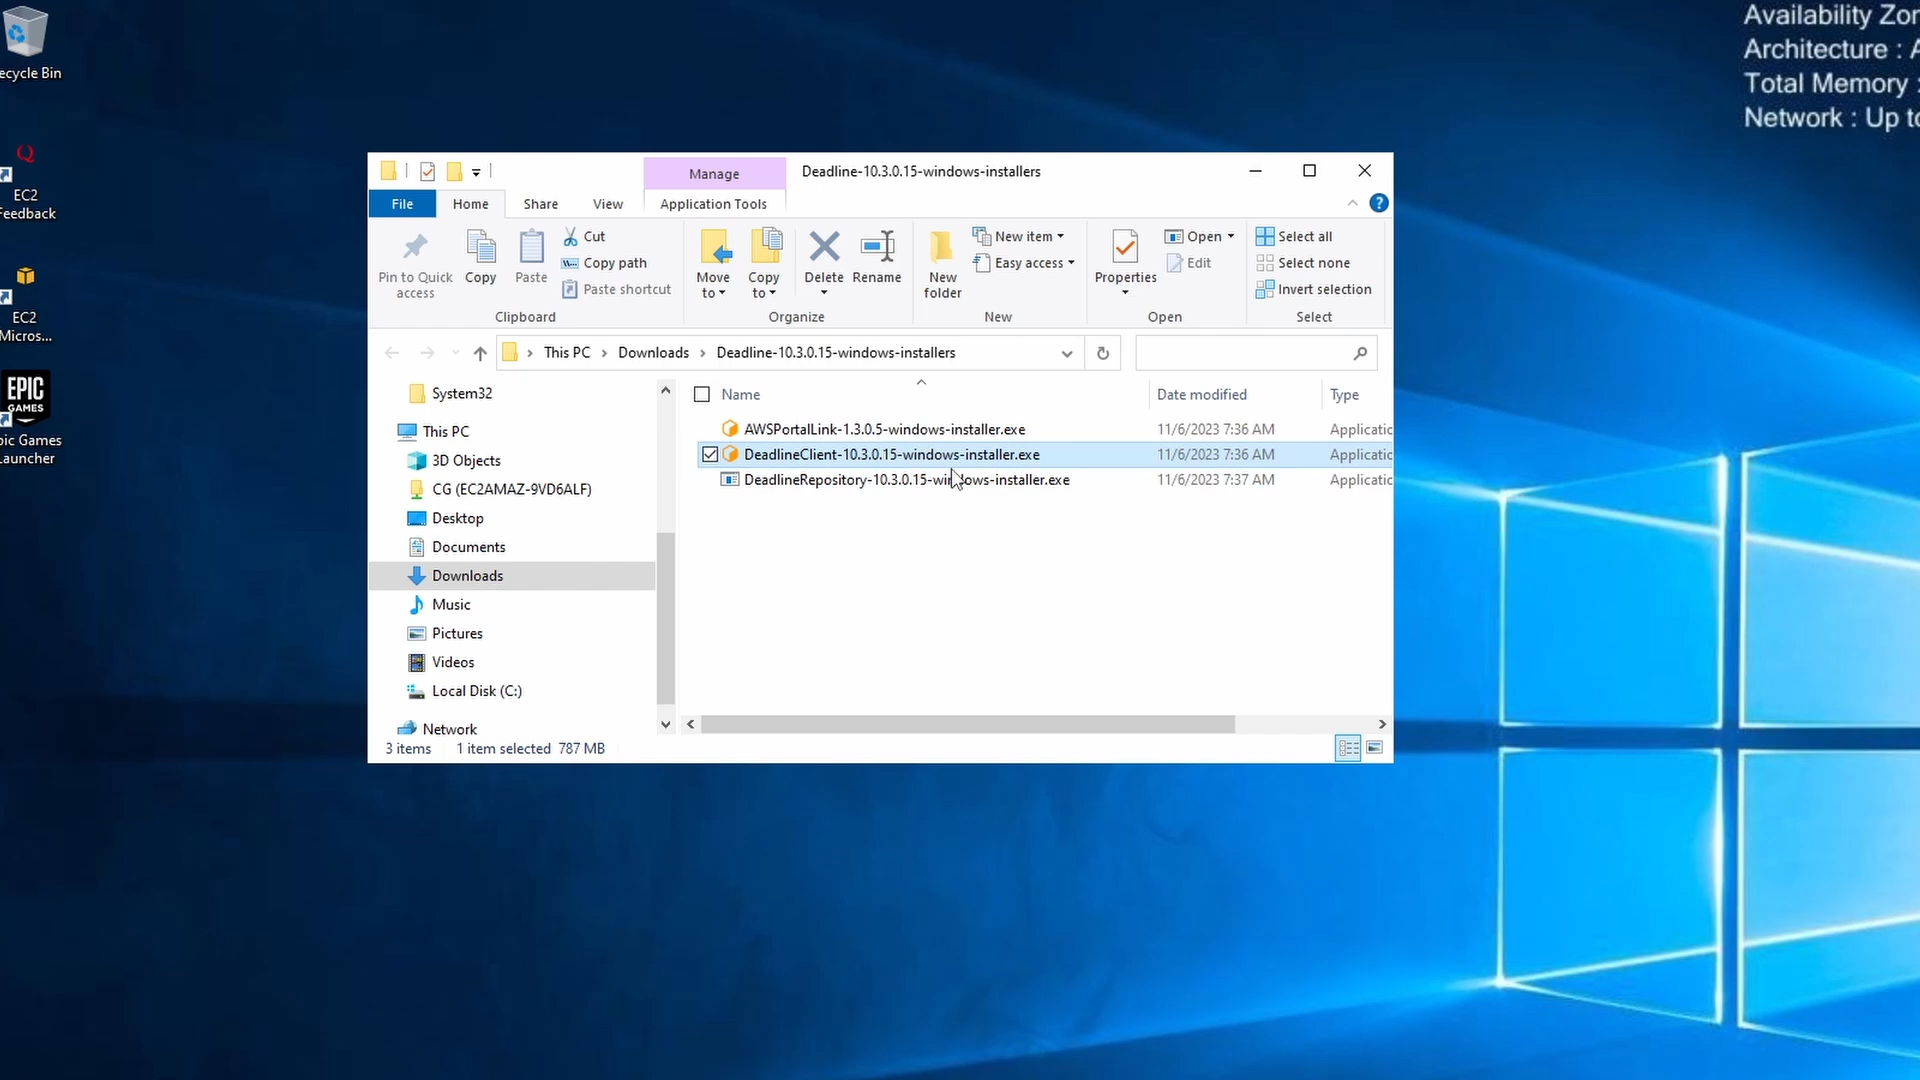 ecycle Bin
EC2
Feedback
EC2
Micros...
EPIC
GAMES
pic Games
Launcher
Availability Zon
Architecture : A
Total Memory :
Network : Up to
Manage
Deadline-10.3.0.15-windows-installers
File
Home
Share
View
Application Tools
Pin to Quick
access
Copy
Paste
Cut
Copy path
Paste shortcut
Clipboard
Move
to
Copy
to
Delete
Rename
Organize
New
folder
New item
Easy access
New
Properties
Open
Edit
Open
Select all
Select none
Invert selection
Select
This PC
Downloads
Deadline-10.3.0.15-windows-installers
System32
This PC
3D Objects
CG (EC2AMAZ-9VD6ALF)
Desktop
Documents
Downloads
Music
Pictures
Videos
Local Disk (C:)
Network
Name
Date modified
Type
AWSPortalLink-1.3.0.5-windows-installer.exe
11/6/2023 7:36 AM
Applicatic
DeadlineClient-10.3.0.15-windows-installer.exe
11/6/2023 7:36 AM
Applicatic
DeadlineRepository-10.3.0.15-windows-installer.exe
11/6/2023 7:37 AM
Applicatic
3 items
1 item selected 787 MB